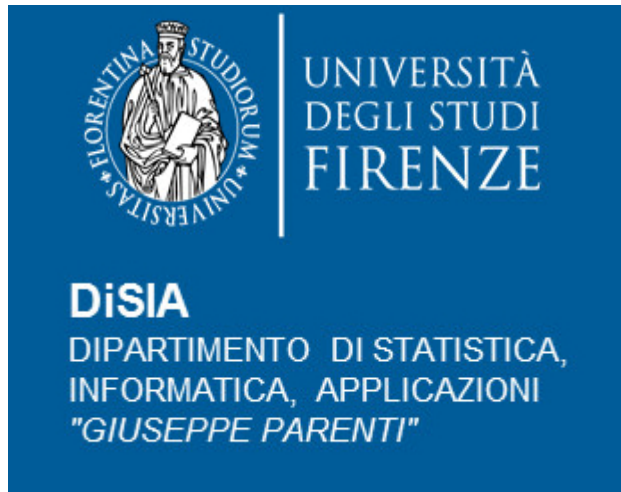 FLORENTINA STUDIORUM UNIVERSITAS
UNIVERSITÀ
DEGLI STUDI
FIRENZE
DiSIA
DIPARTIMENTO DI STATISTICA,
INFORMATICA, APPLICAZIONI
"GIUSEPPE PARENTI"